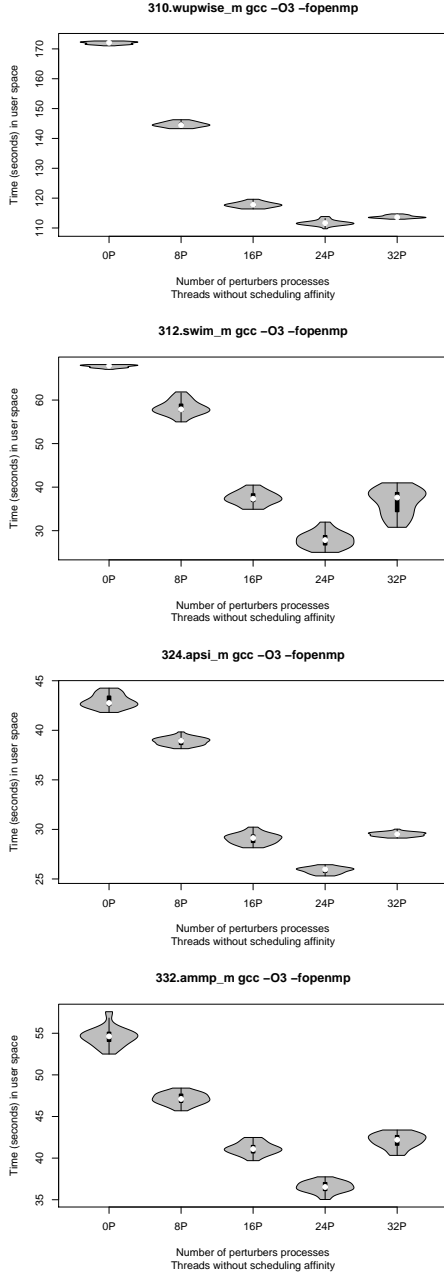 310.wupwise_m gcc −O3 −fopenmp
Time (seconds) in user space
110 120 130 140 150 160 170
0P 8P 16P 24P 32P
Number of perturbers processes
Threads without scheduling affinity
312.swim_m gcc −O3 −fopenmp
Time (seconds) in user space
30 40 50 60
0P 8P 16P 24P 32P
Number of perturbers processes
Threads without scheduling affinity
324.apsi_m gcc −O3 −fopenmp
Time (seconds) in user space
25 30 35 40 45
0P 8P 16P 24P 32P
Number of perturbers processes
Threads without scheduling affinity
332.ammp_m gcc −O3 −fopenmp
Time (seconds) in user space
35 40 45 50 55
0P 8P 16P 24P 32P
Number of perturbers processes
Threads without scheduling affinity